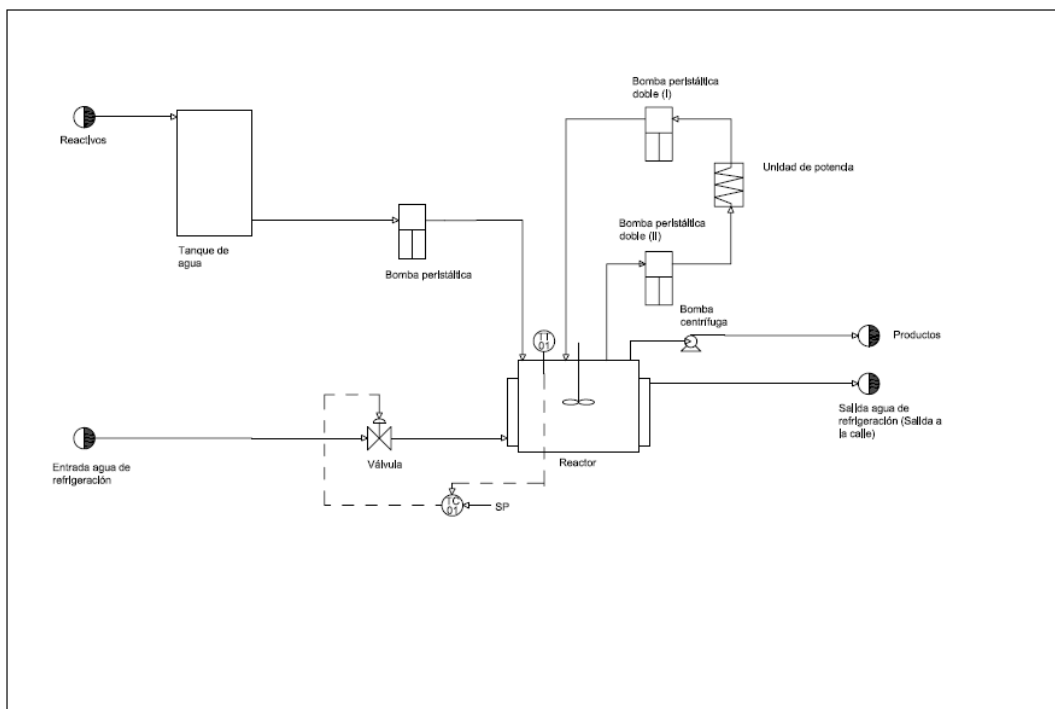 Bomba peristáltica
doble (I)
Reactivos
Unidad de potencia
Tanque de
agua
Bomba peristáltica
Bomba peristáltica
doble (II)
Bomba
centrífuga
Productos
TT
01
Salida agua de
refrigeración (Salida a
la calle)
Entrada agua de
refrigeración
Válvula
Reactor
TC
01
SP